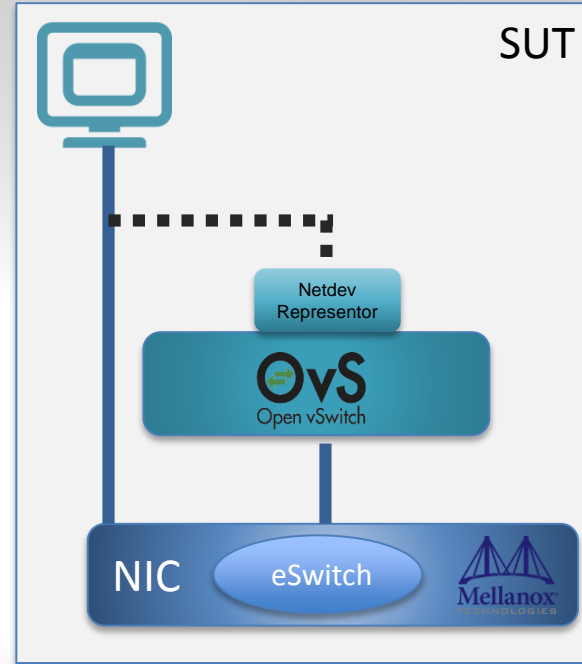 SUT
Netdev
Representor
OvS
Open vSwitch
NIC
eSwitch
Mellanox
TECHNOLOGIES